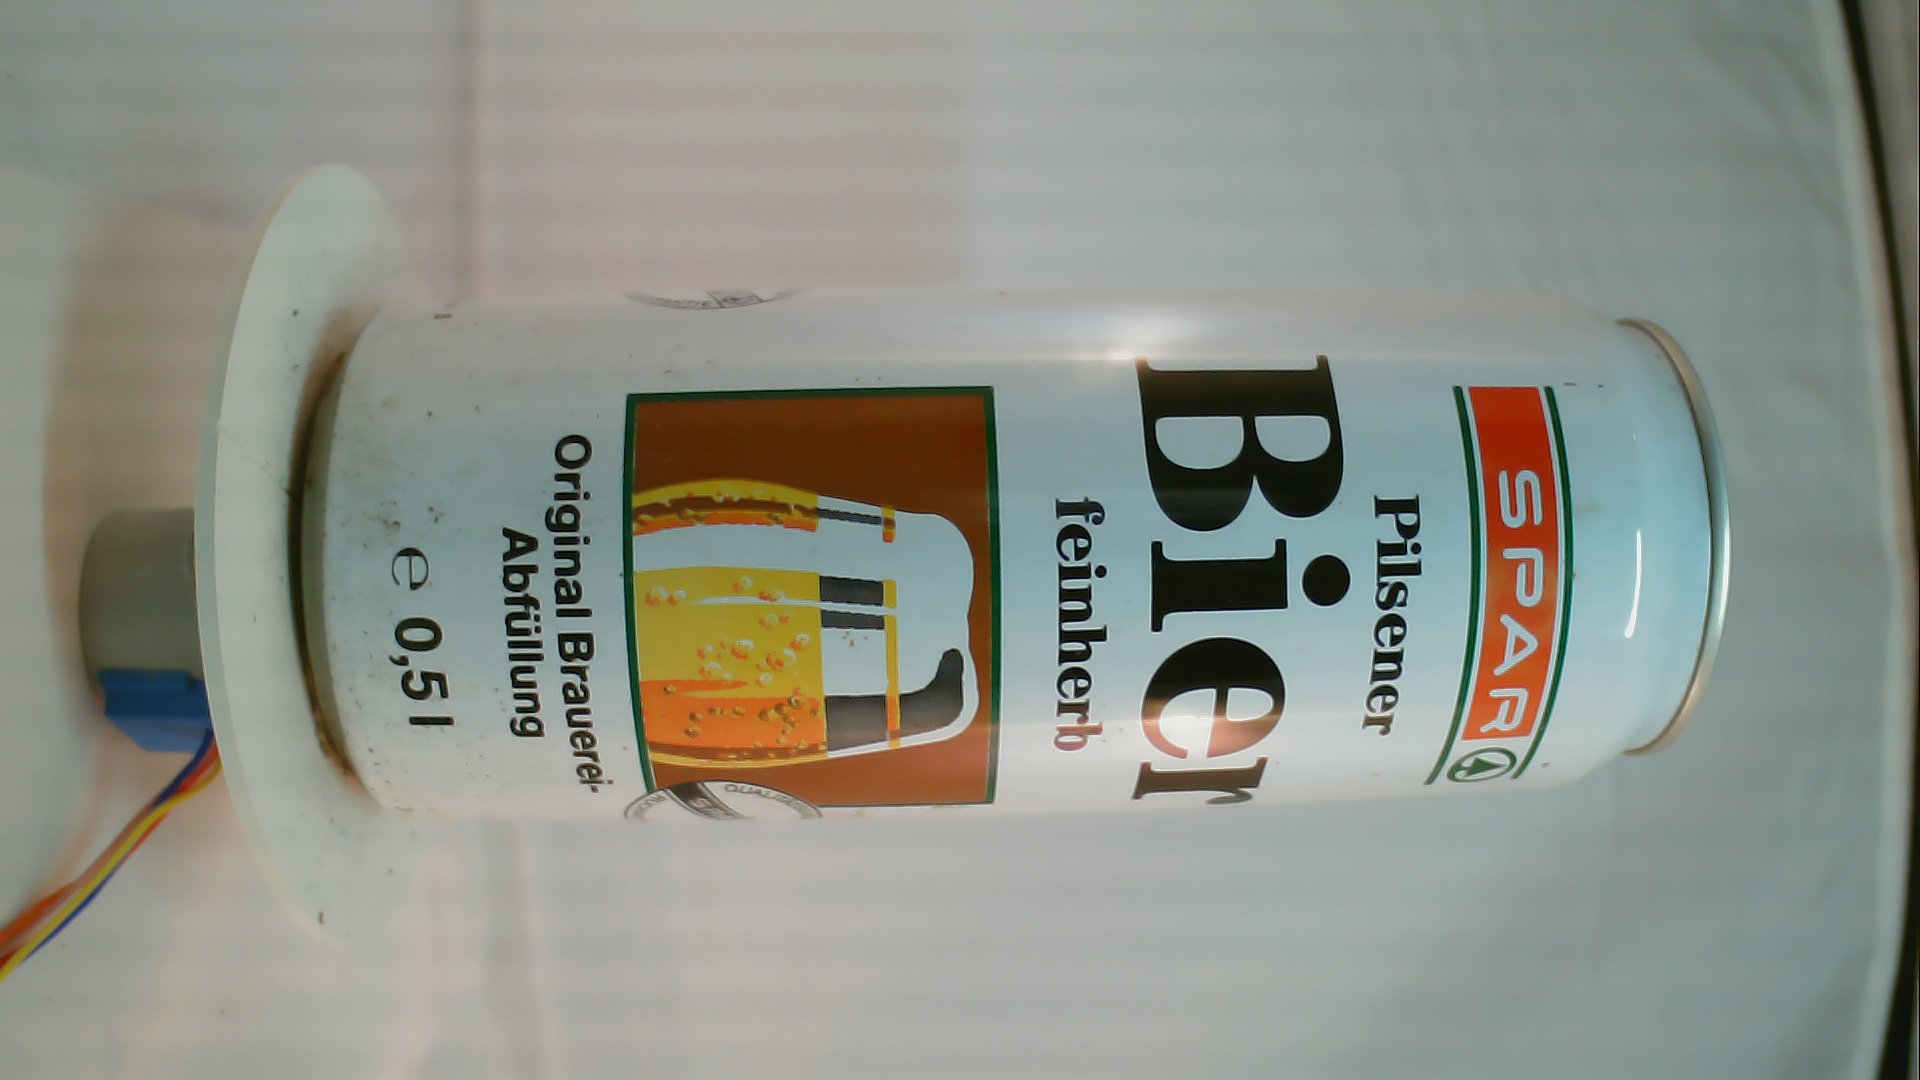 SPAR
Pilsener
Bier
feinherb
Original Brauerei-
Abfüllung
e 0,5 l